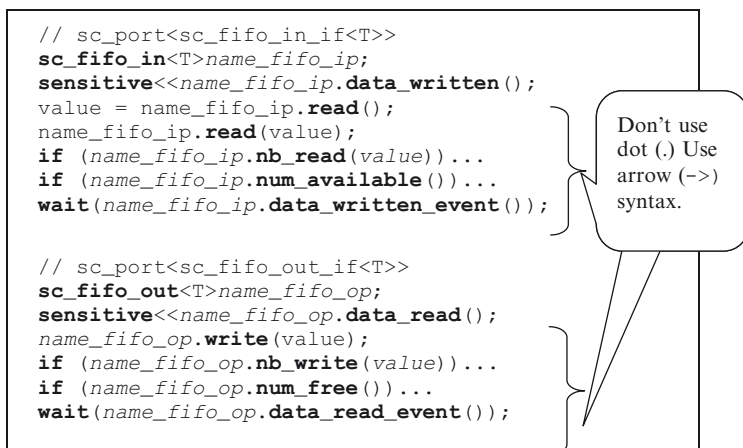 // sc_port<sc_fifo_in_if<T>>
sc_fifo_in<T>name_fifo_ip;
sensitive<<name_fifo_ip.data_written();
value = name_fifo_ip.read();
name_fifo_ip.read(value);
if (name_fifo_ip.nb_read(value))...
if (name_fifo_ip.num_available())...
wait(name_fifo_ip.data_written_event());
Don't use
dot (.) Use
arrow (->)
syntax.
// sc_port<sc_fifo_out_if<T>>
sc_fifo_out<T>name_fifo_op;
sensitive<<name_fifo_op.data_read();
name_fifo_op.write(value);
if (name_fifo_op.nb_write(value))...
if (name_fifo_op.num_free())...
wait(name_fifo_op.data_read_event());